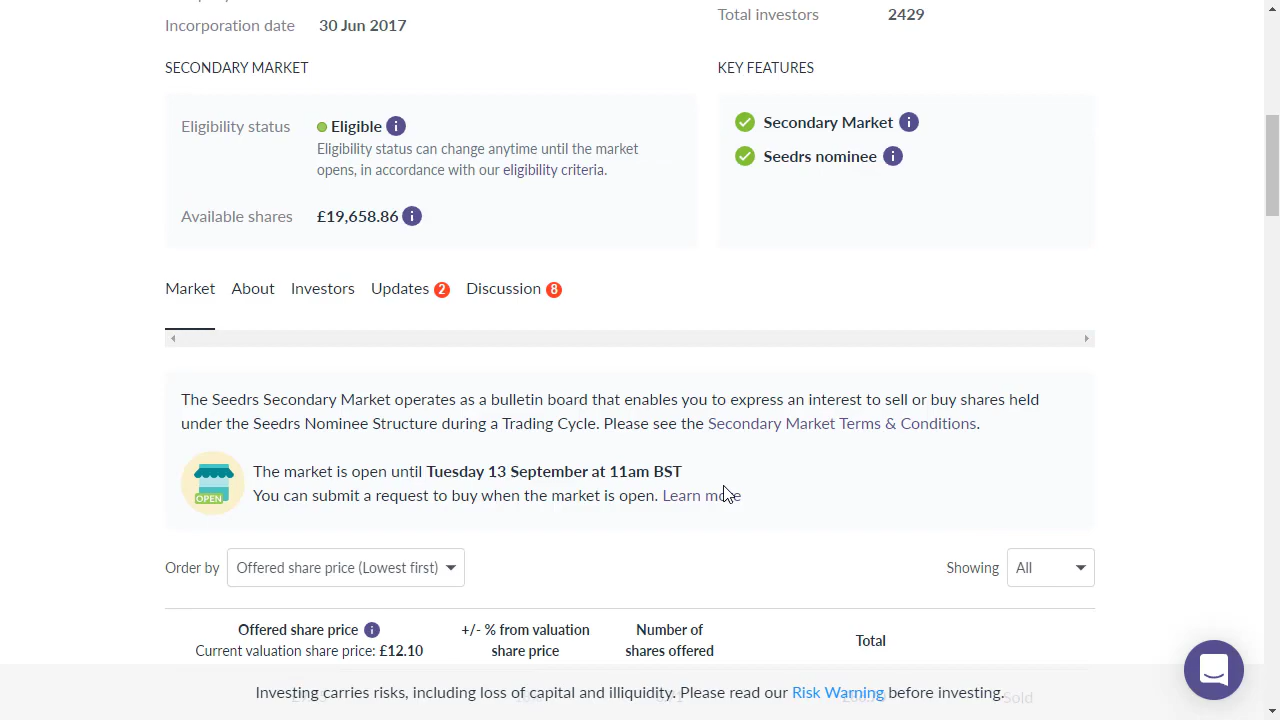 Total investors 2429
Incorporation date 30 Jun 2017
SECONDARY MARKET
KEY FEATURES
Eligibility status Eligible i
Eligibility status can change anytime until the market
opens, in accordance with our eligibility criteria.
Available shares £19,658.86 i
Secondary Market i
Seedrs nominee i
Market About Investors Updates 2 Discussion 8
The Seedrs Secondary Market operates as a bulletin board that enables you to express an interest to sell or buy shares held
under the Seedrs Nominee Structure during a Trading Cycle. Please see the Secondary Market Terms & Conditions.
OPEN
The market is open until Tuesday 13 September at 11am BST
You can submit a request to buy when the market is open. Learn more
Order by Offered share price (Lowest first)
Showing All
Offered share price i
Current valuation share price: £12.10
+/- % from valuation
share price
Number of
shares offered
Total
Investing carries risks, including loss of capital and illiquidity. Please read our Risk Warning before investing.
Sold